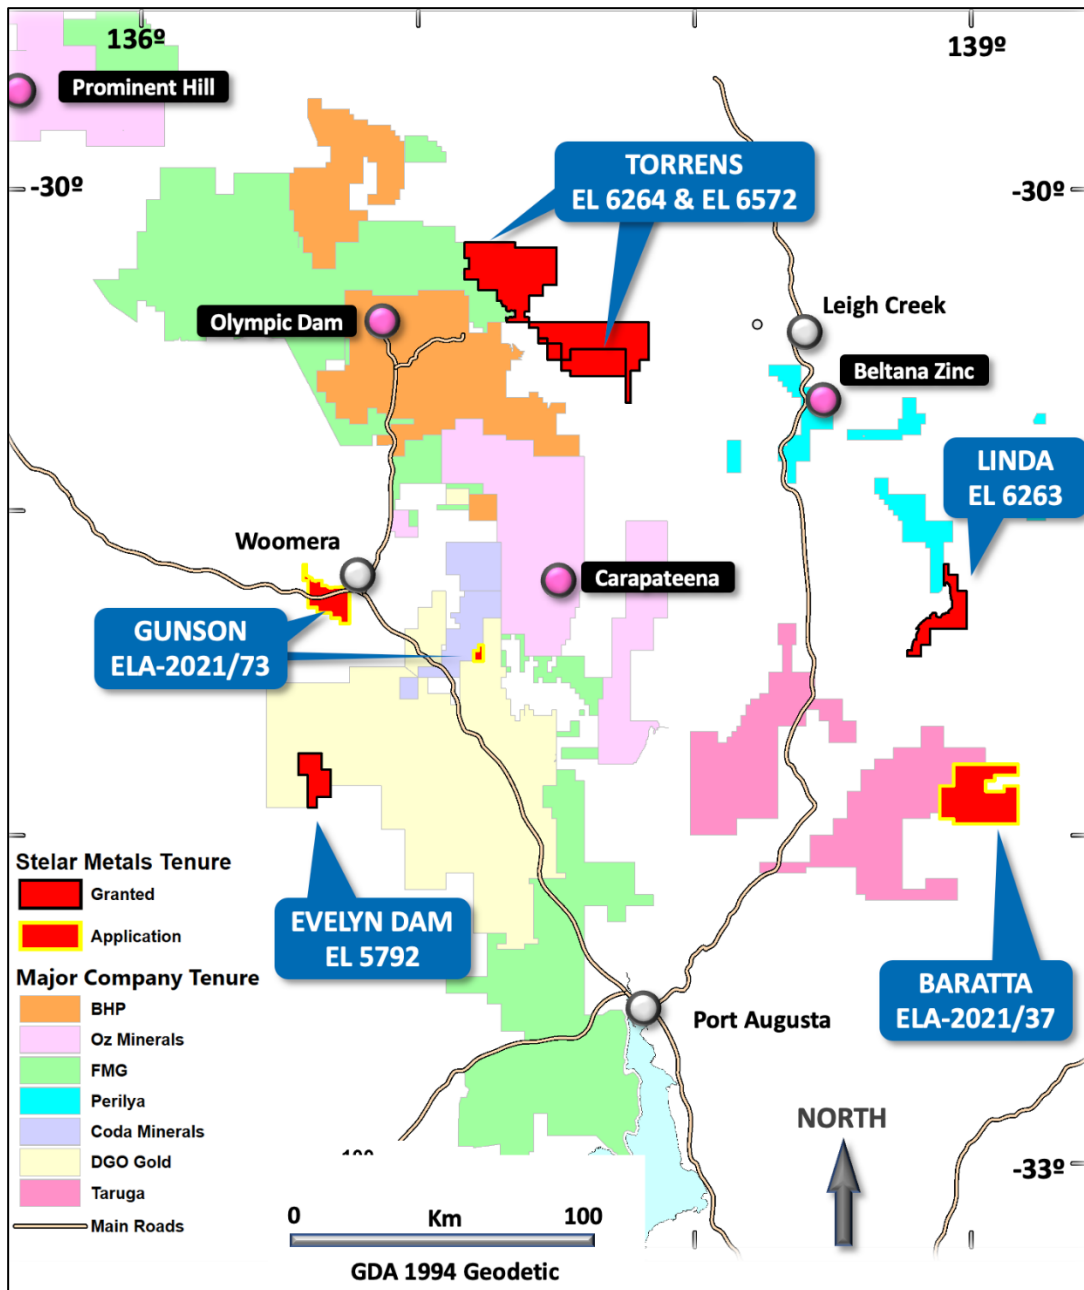 136º
139º
Prominent Hill
-30º
-30º
TORRENS
EL 6264 & EL 6572
Olympic Dam
Leigh Creek
Beltana Zinc
LINDA
EL 6263
Woomera
Carapateena
GUNSON
ELA-2021/73
Stelar Metals Tenure
Granted
Application
EVELYN DAM
EL 5792
BARATTA
ELA-2021/37
Major Company Tenure
BHP
Oz Minerals
FMG
Perilya
Coda Minerals
DGO Gold
Taruga
Main Roads
Port Augusta
NORTH
-33º
0 Km 100
GDA 1994 Geodetic